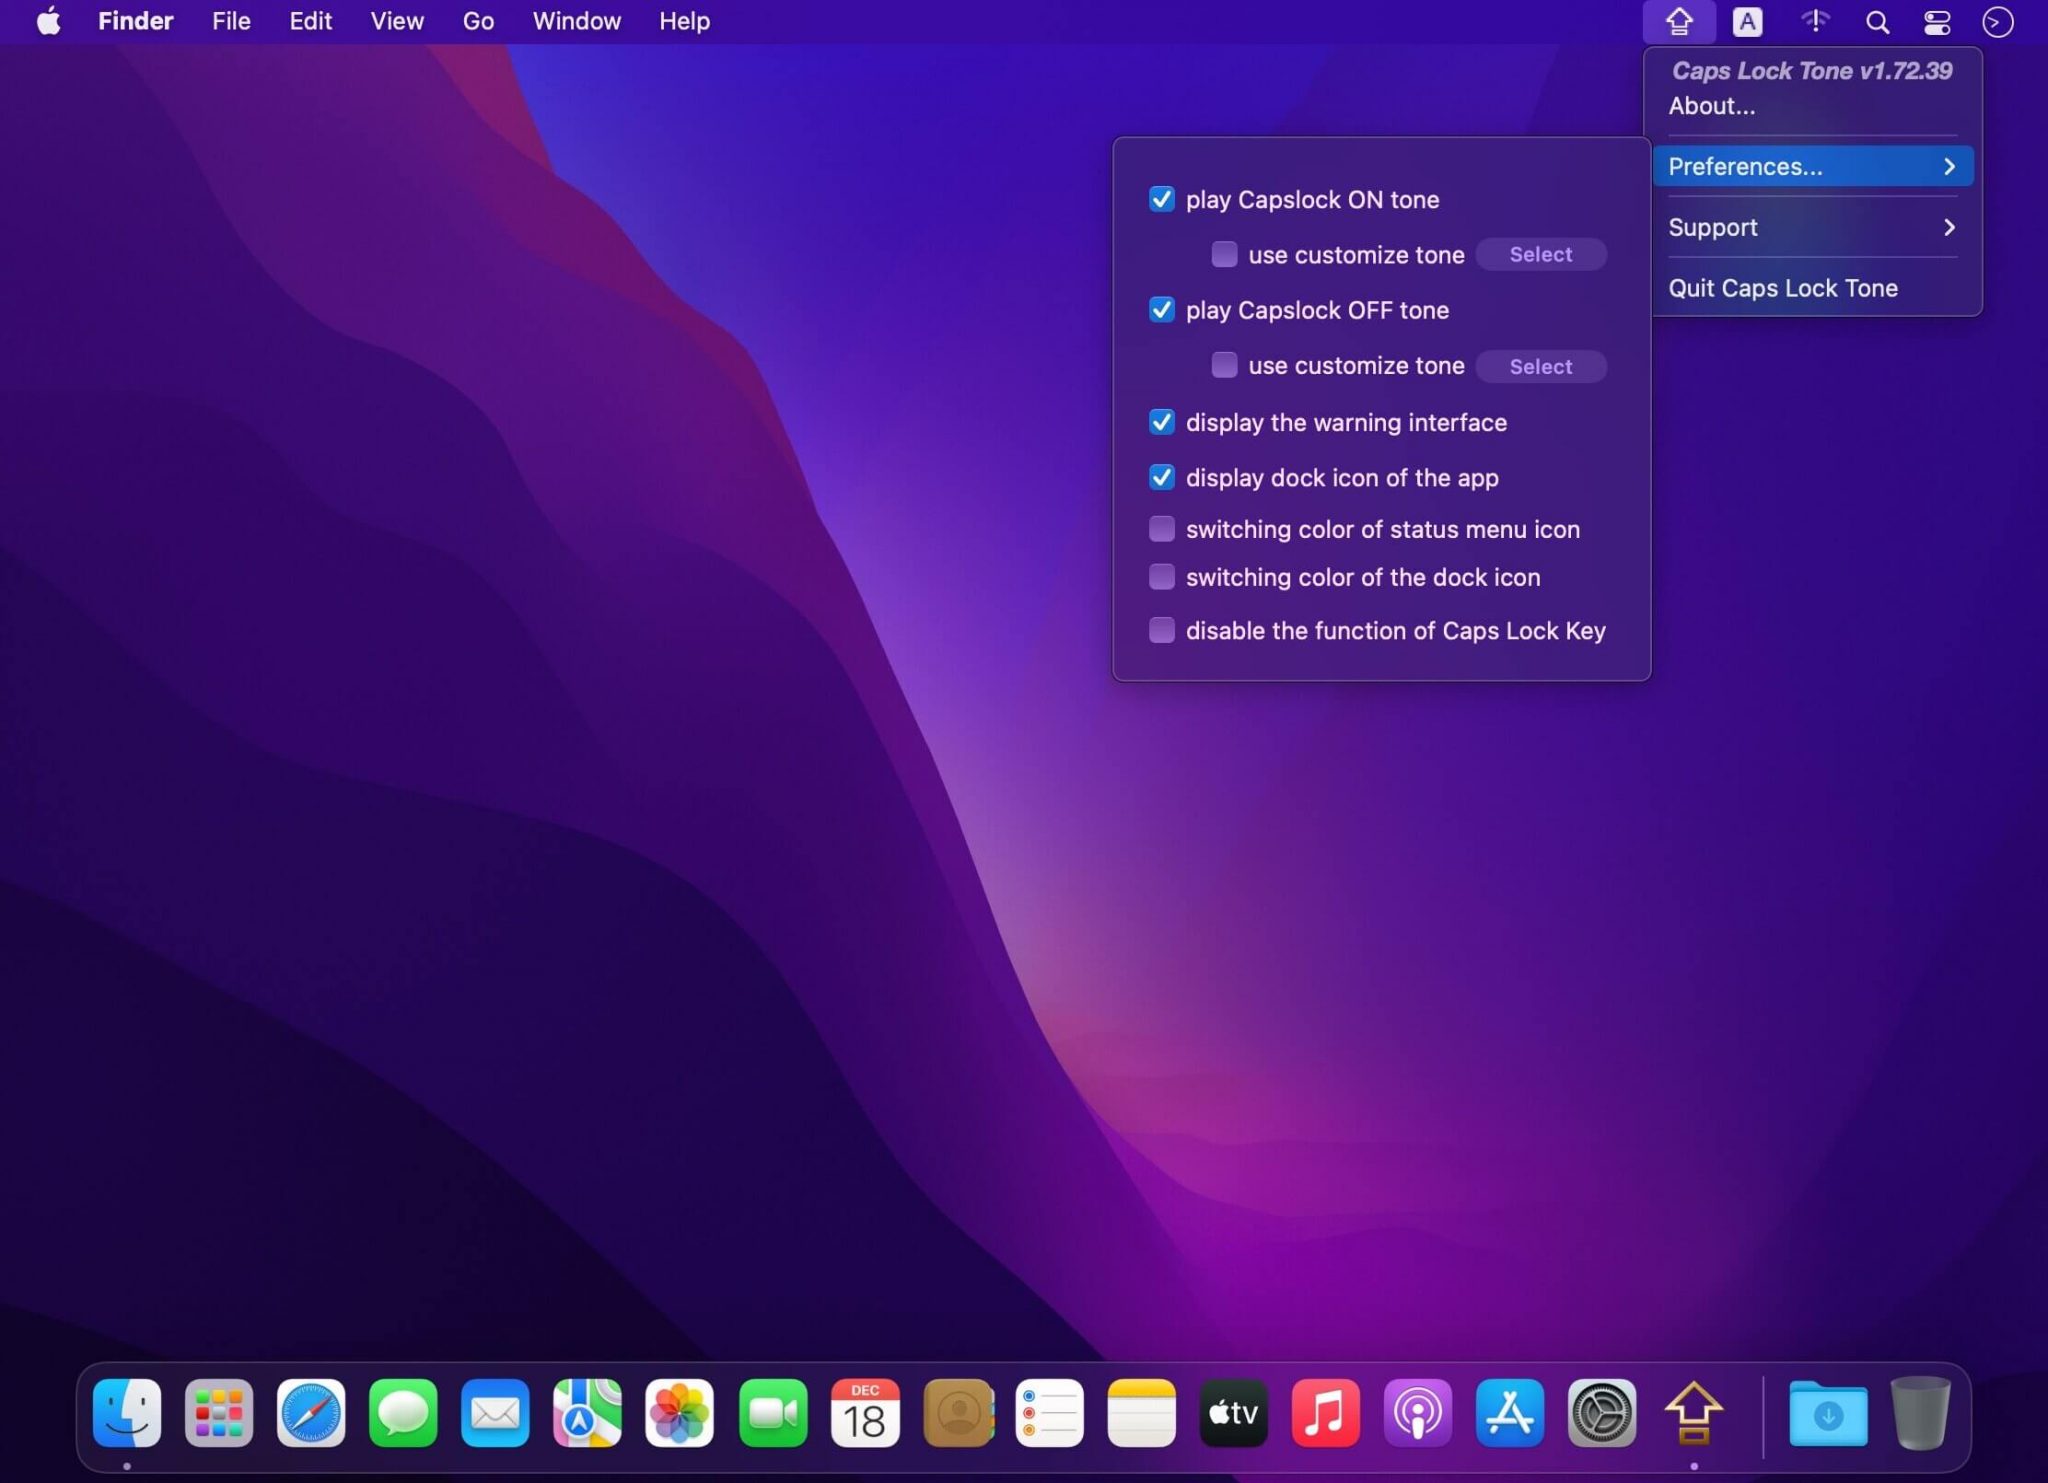 Finder File Edit View Go Window Help A
Caps Lock Tone v1.72.39
About...
Preferences...
Support
Quit Caps Lock Tone
play Capslock ON tone
use customize tone Select
play Capslock OFF tone
use customize tone Select
display the warning interface
display dock icon of the app
switching color of status menu icon
switching color of the dock icon
disable the function of Caps Lock Key
DEC
18
tv